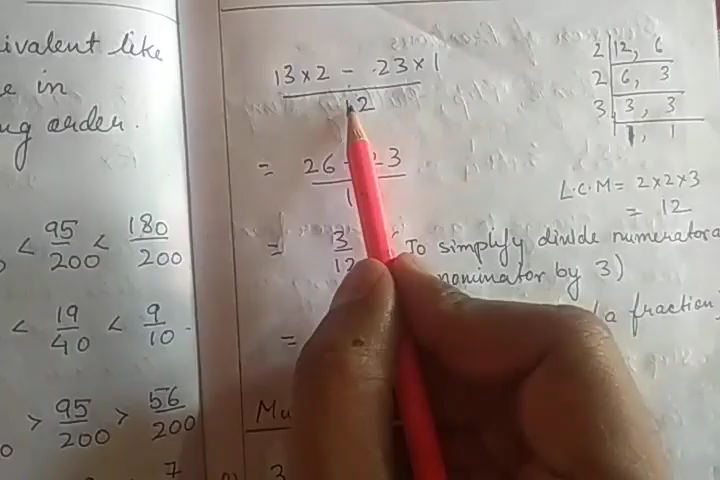 ivalent like
e in
ng order.
< 95/200 < 180/200
< 19/40 < 9/10.
> 95/200 > 56/200
7
13×2 - 23×1
12
= 26 - 23
= 3/12
To simplify divide numerator a
nominator by 3)
a fraction
=
Mu
3
2 | 12, 6
2 | 6, 3
3 | 3, 3
1, 1
L.C.M = 2×2×3
= 12